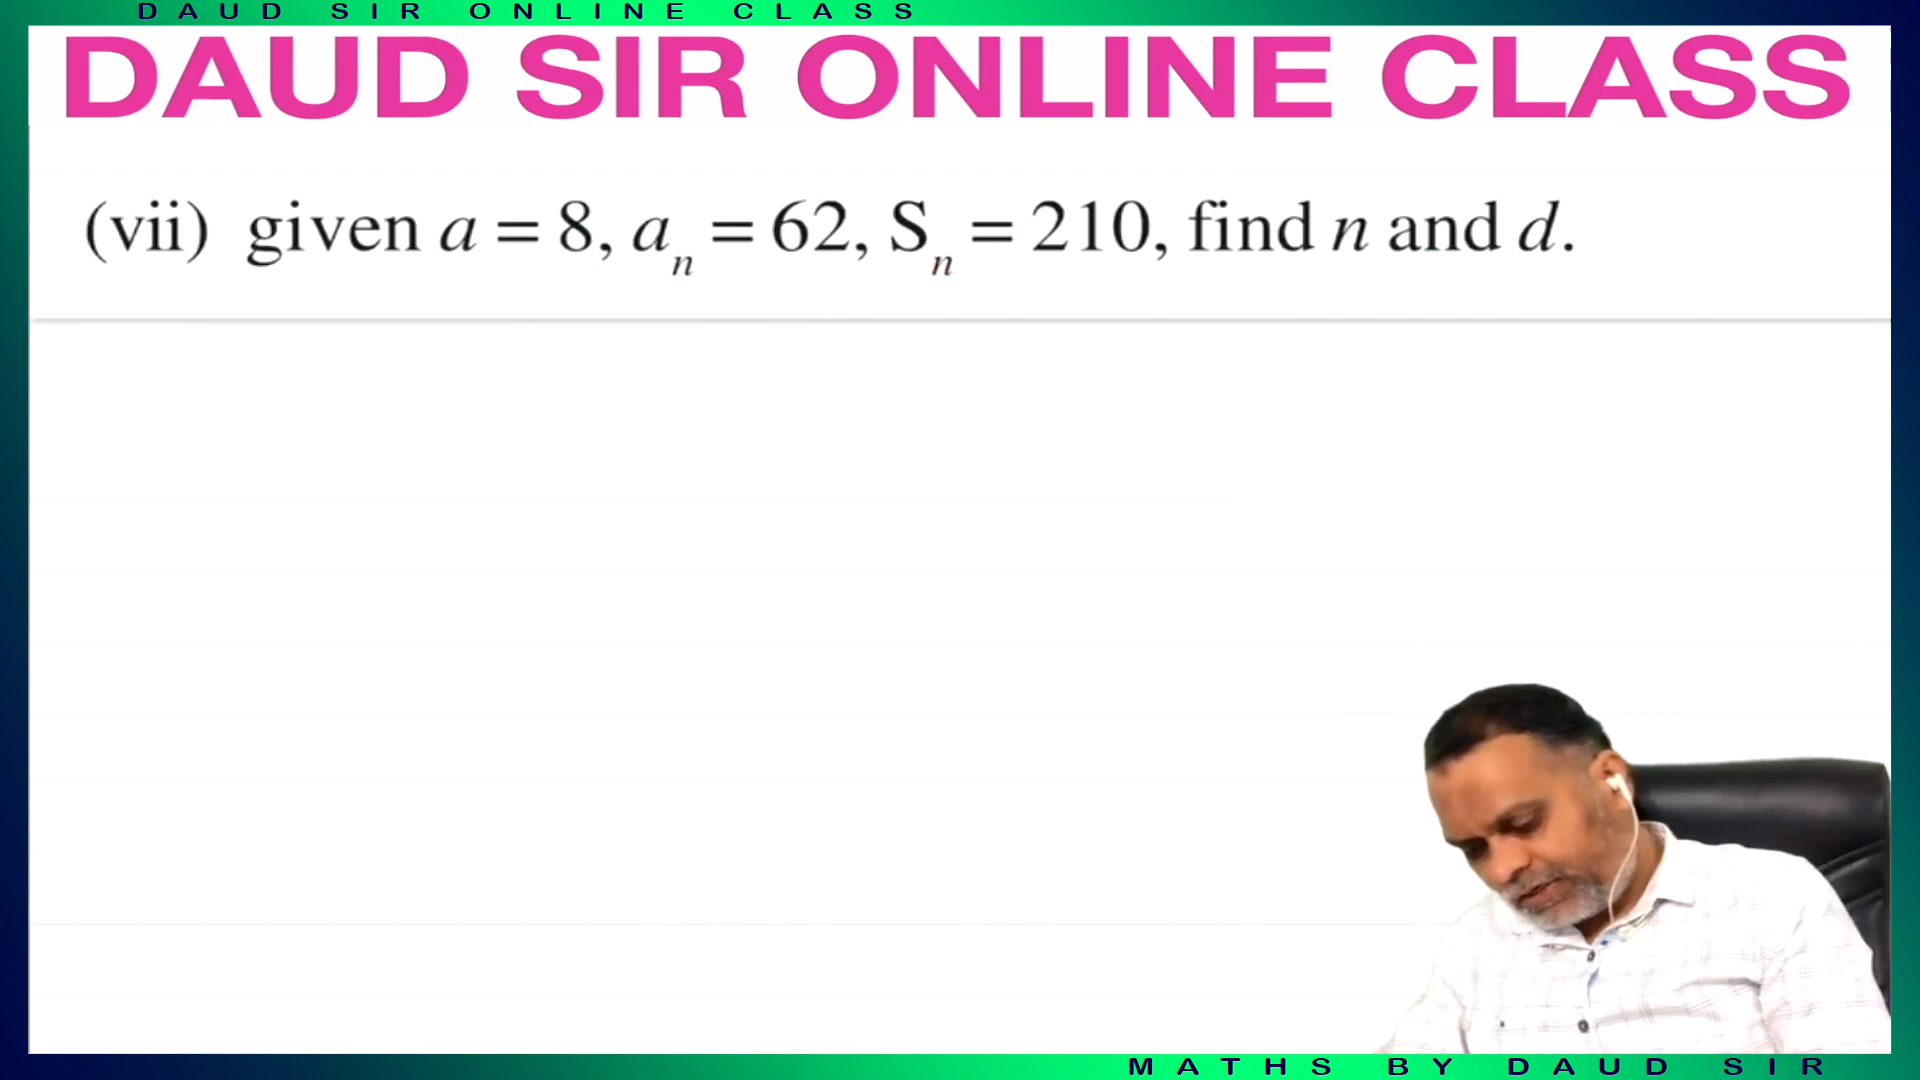 DAUD SIR ONLINE CLASS
DAUD SIR ONLINE CLASS
(vii) given a = 8, aₙ = 62, Sₙ = 210, find n and d.
MATHS BY DAUD SIR